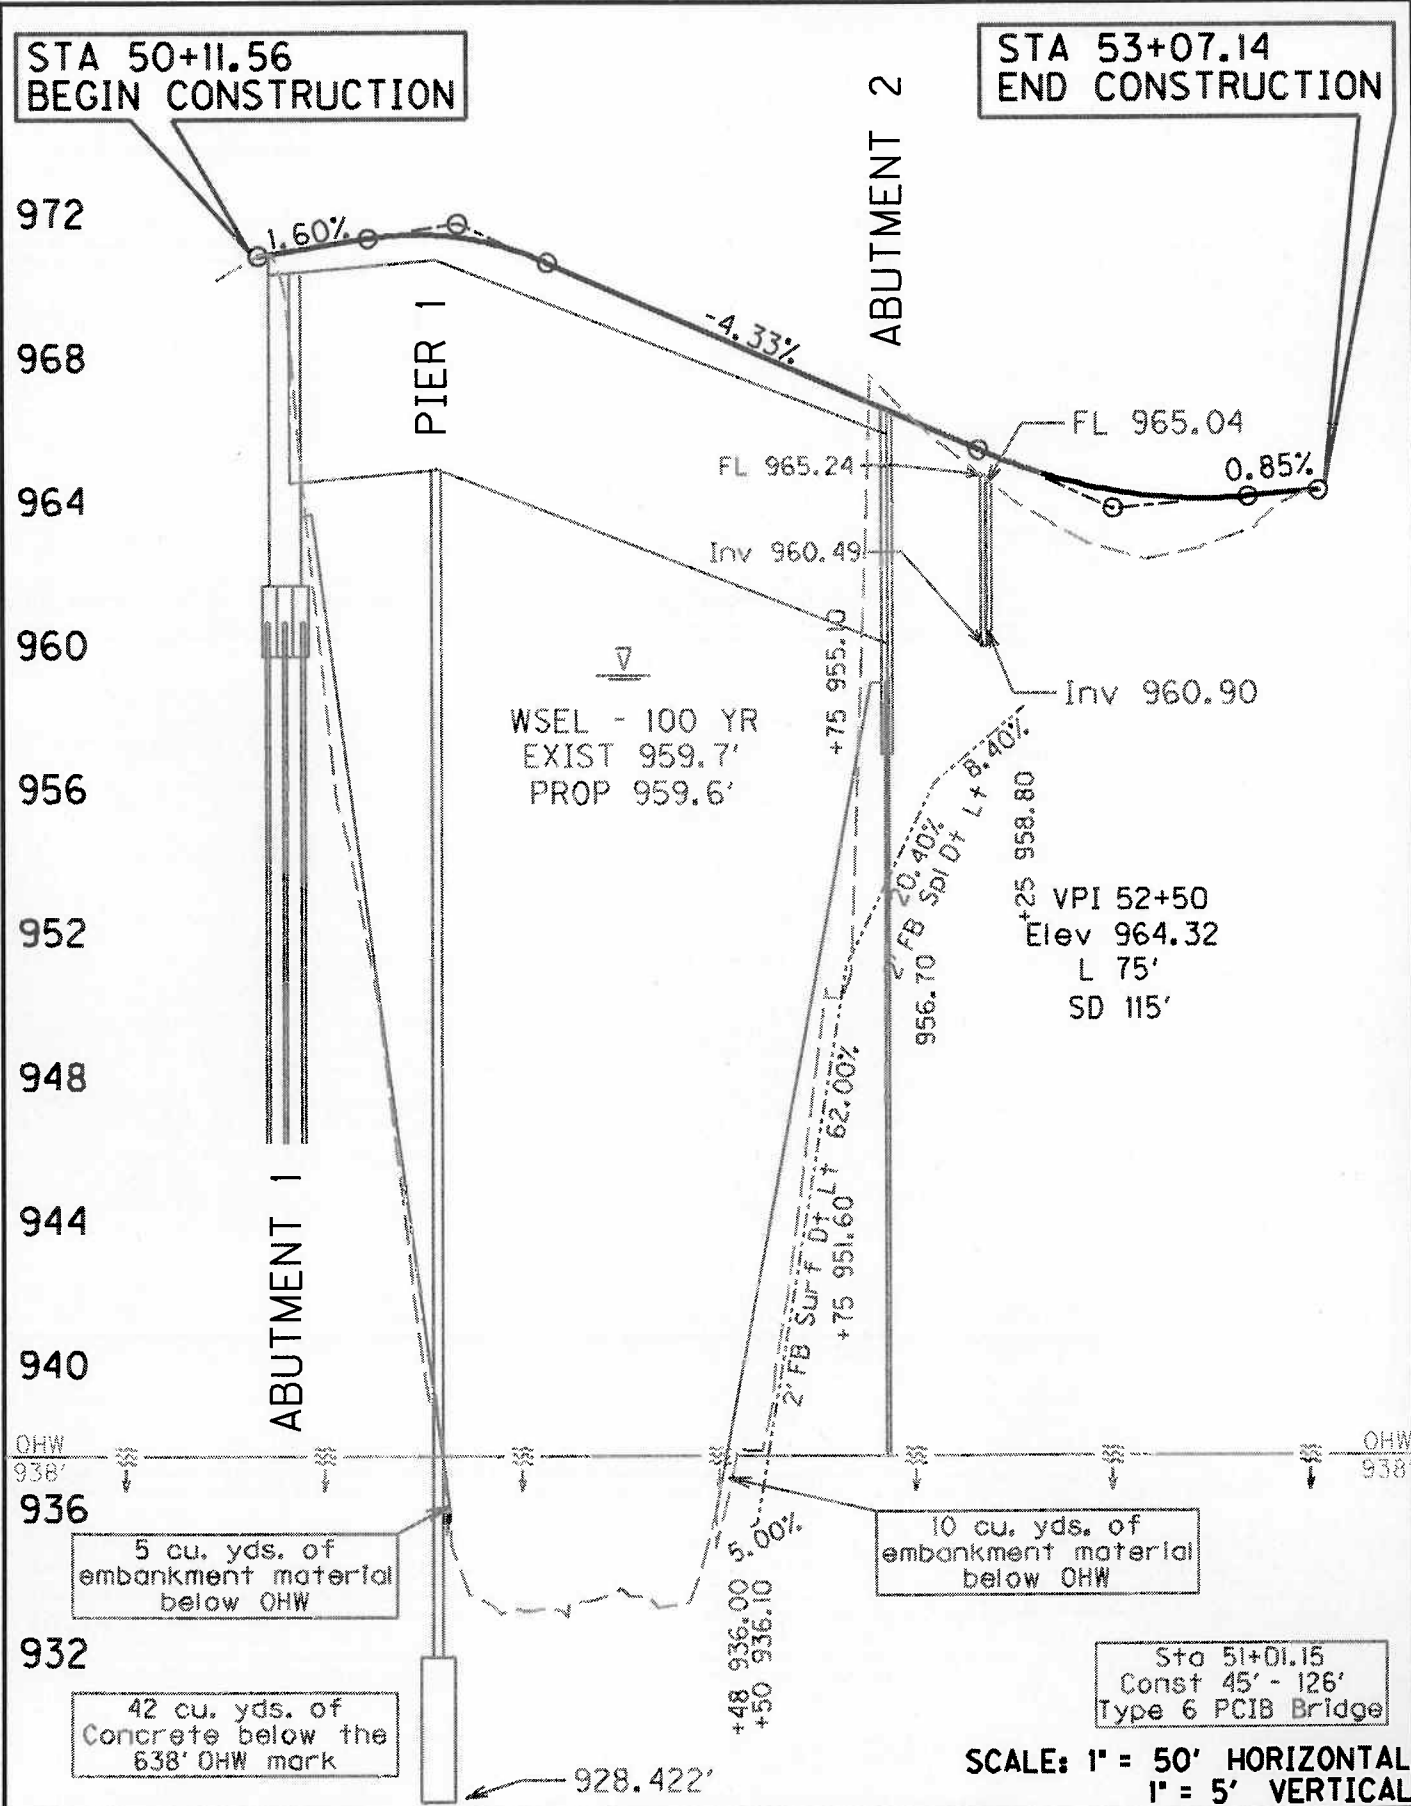 STA 50+11.56
BEGIN CONSTRUCTION
STA 53+07.14
END CONSTRUCTION
ABUTMENT 2
972
1.60%
PIER 1
-4.33%
968
FL 965.04
FL 965.24
0.85%
964
Inv 960.49
960
+75 955.10
Inv 960.90
WSEL - 100 YR
EXIST 959.7'
PROP 959.6'
8.40%
2' FB Spl Dt Lt
20.40%
956
+25 958.80
956.70
VPI 52+50
Elev 964.32
L 75'
SD 115'
952
948
2' FB Surf Dt Lt 62.00%
+75 951.60
944
ABUTMENT 1
940
OHW
938'
OHW
938'
936
5 cu. yds. of
embankment material
below OHW
5.00%
+48 936.00
+50 936.10
10 cu. yds. of
embankment material
below OHW
932
Sta 51+01.15
Const 45' - 126'
Type 6 PCIB Bridge
42 cu. yds. of
Concrete below the
638' OHW mark
928.422'
SCALE: 1" = 50' HORIZONTAL
1" = 5' VERTICAL